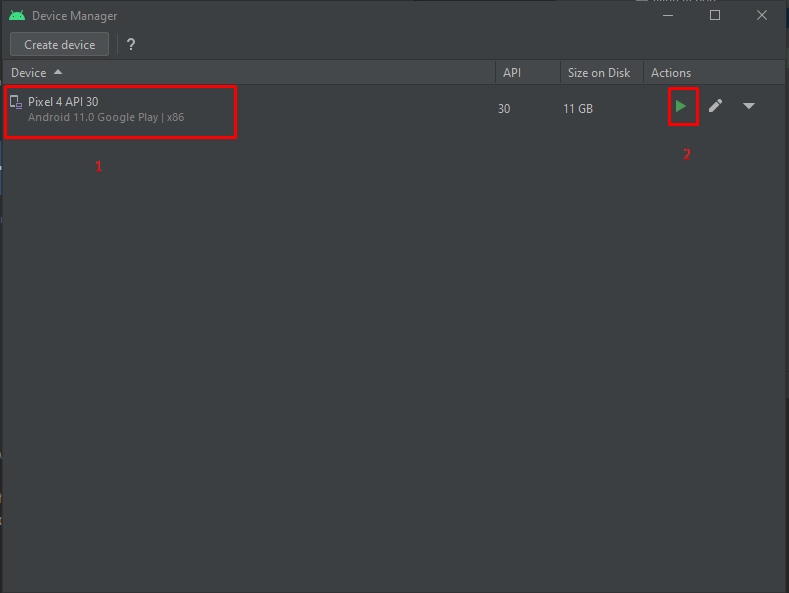 Device Manager
Create device ?
Device API Size on Disk Actions
Pixel 4 API 30
Android 11.0 Google Play | x86
30 11 GB
1
2